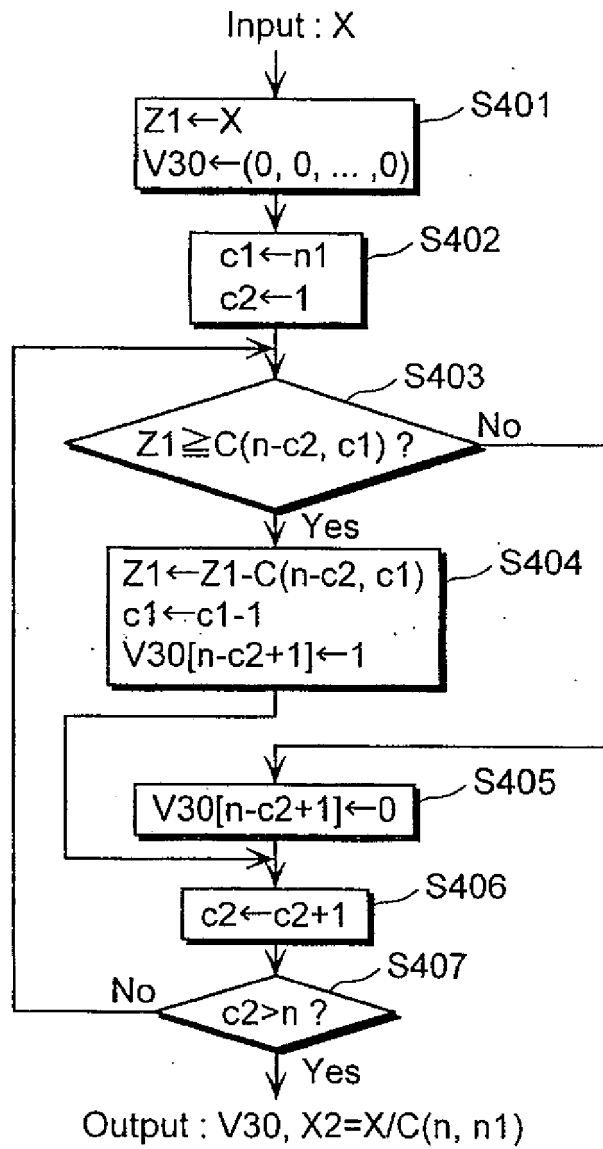 Input : X
S401
Z1←X
V30←(0, 0, ... ,0)
S402
c1←n1
c2←1
S403
Z1≧C(n-c2, c1) ?
No
Yes
S404
Z1←Z1-C(n-c2, c1)
c1←c1-1
V30[n-c2+1]←1
S405
V30[n-c2+1]←0
S406
c2←c2+1
S407
No
c2>n ?
Yes
Output : V30, X2=X/C(n, n1)